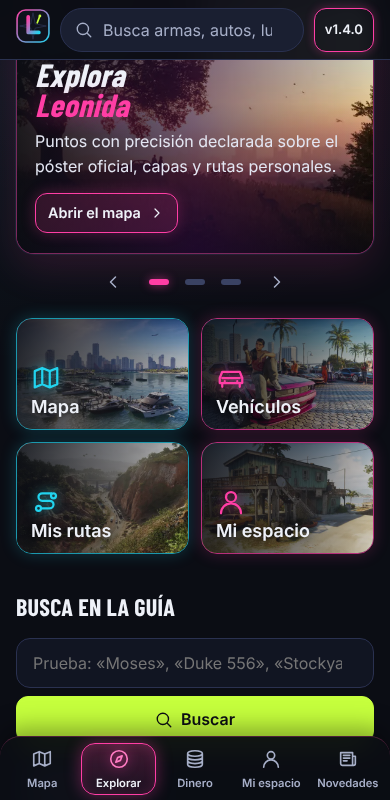 Busca armas, autos, lu
v1.4.0
Explora
Leonida
Puntos con precisión declarada sobre el
póster oficial, capas y rutas personales.
Abrir el mapa
Mapa
Vehículos
Mis rutas
Mi espacio
BUSCA EN LA GUÍA
Prueba: «Moses», «Duke 556», «Stockya
Buscar
Mapa
Explorar
Dinero
Mi espacio
Novedades